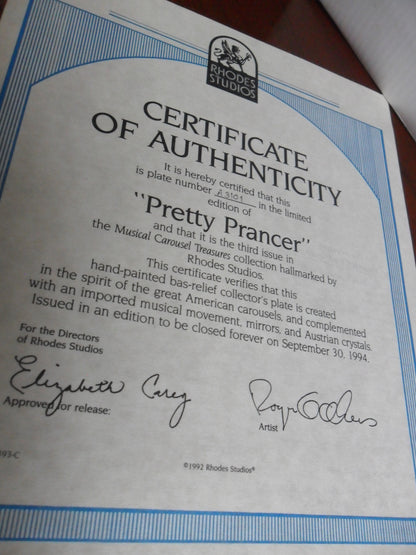 RHODES
STUDIOS
CERTIFICATE
OF AUTHENTICITY
It is hereby certified that this
is plate number A3101 in the limited
edition of
"Pretty Prancer"
and that it is the third issue in
the Musical Carousel Treasures collection hallmarked by
Rhodes Studios.
This certificate verifies that this
hand-painted bas-relief collector's plate is created
in the spirit of the great American carousels, and complemented
with an imported musical movement, mirrors, and Austrian crystals.
Issued in an edition to be closed forever on September 30, 1994.
For the Directors
of Rhodes Studios
Elizabeth Carey
Approved for release:
Artist
93-C
©1992 Rhodes Studios®